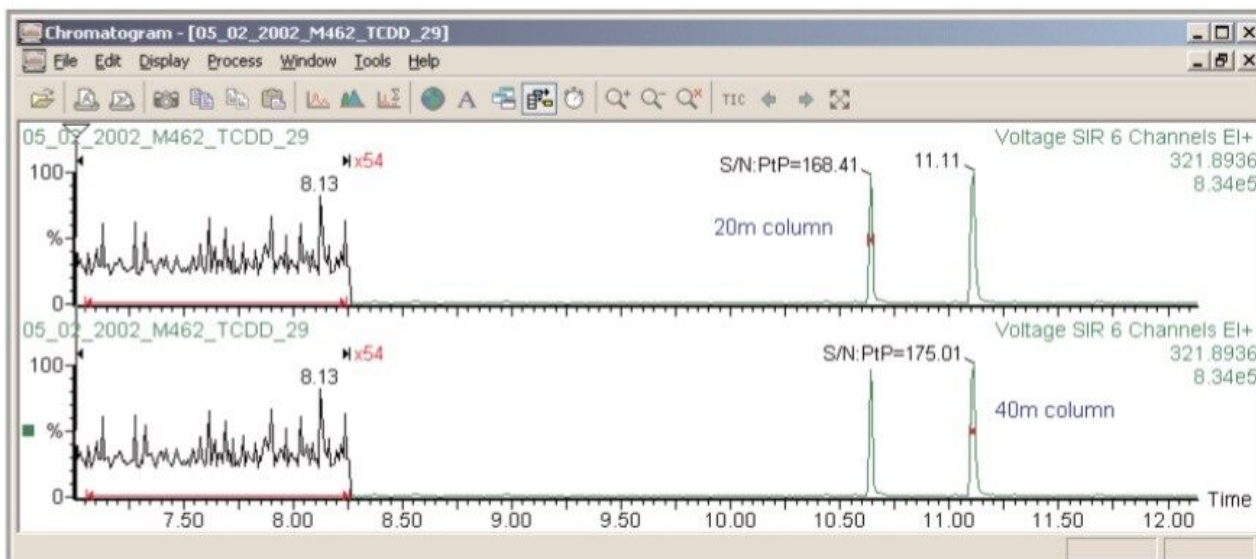 Chromatogram - [05_02_2002_M462_TCDD_29]
File Edit Display Process Window Tools Help
A TIC
05_02_2002_M462_TCDD_29 Voltage SIR 6 Channels EI+
x54 321.8936
100 8.13 S/N:PtP=168.41 11.11 8.34e5
20m column
%
0
05_02_2002_M462_TCDD_29 Voltage SIR 6 Channels EI+
x54 S/N:PtP=175.01 321.8936
100 8.13 8.34e5
40m column
%
0 Time
7.50 8.00 8.50 9.00 9.50 10.00 10.50 11.00 11.50 12.00